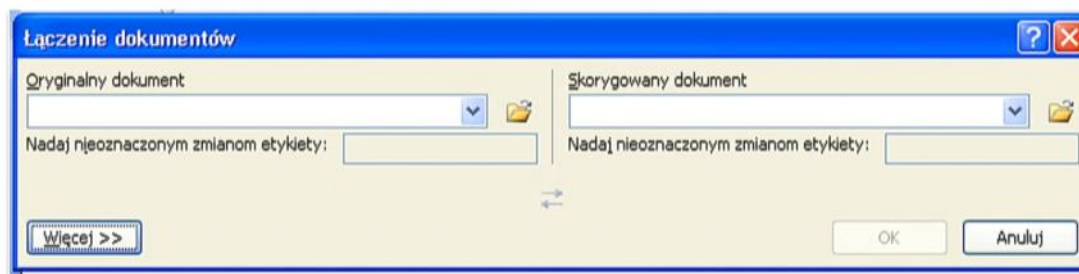 Łączenie dokumentów
Oryginalny dokument
Skorygowany dokument
Nadaj nieoznaczonym zmianom etykiety:
Nadaj nieoznaczonym zmianom etykiety:
Więcej >>
OK
Anuluj